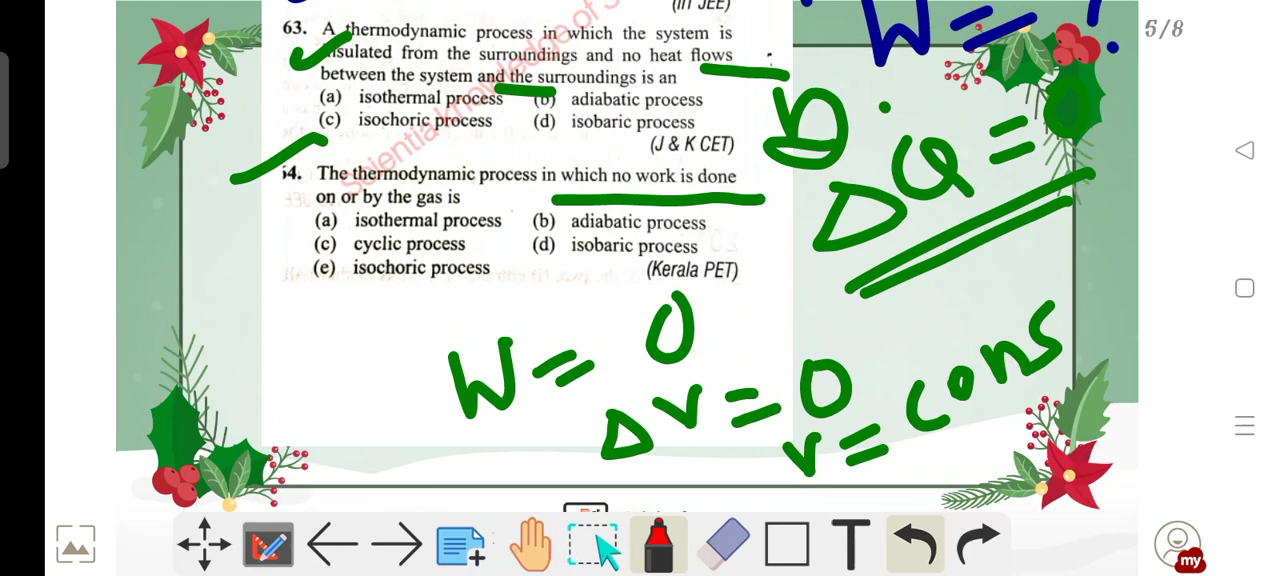 (IIT JEE)
W = ?
5/8
63. A thermodynamic process in which the system is
insulated from the surroundings and no heat flows
between the system and the surroundings is an
(a) isothermal process (b) adiabatic process
(c) isochoric process (d) isobaric process
(J & K CET)
b
ΔQ =
64. The thermodynamic process in which no work is done
on or by the gas is
(a) isothermal process (b) adiabatic process
(c) cyclic process (d) isobaric process
(e) isochoric process (Kerala PET)
W = 0
ΔV = 0
V = cons
Sciential knowledge of
T
my